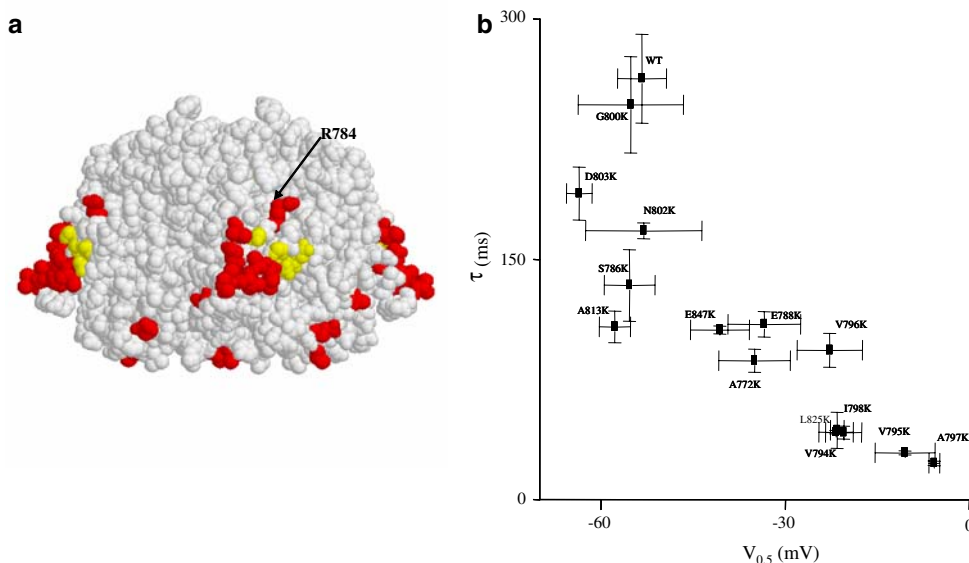 a
R784
b
300
150
0
τ (ms)
WT
G800K
D803K
N802K
S786K
A813K
E847K
E788K
V796K
A772K
L825K
I798K
V794K
V795K
A797K
-60
-30
0
V0.5 (mV)